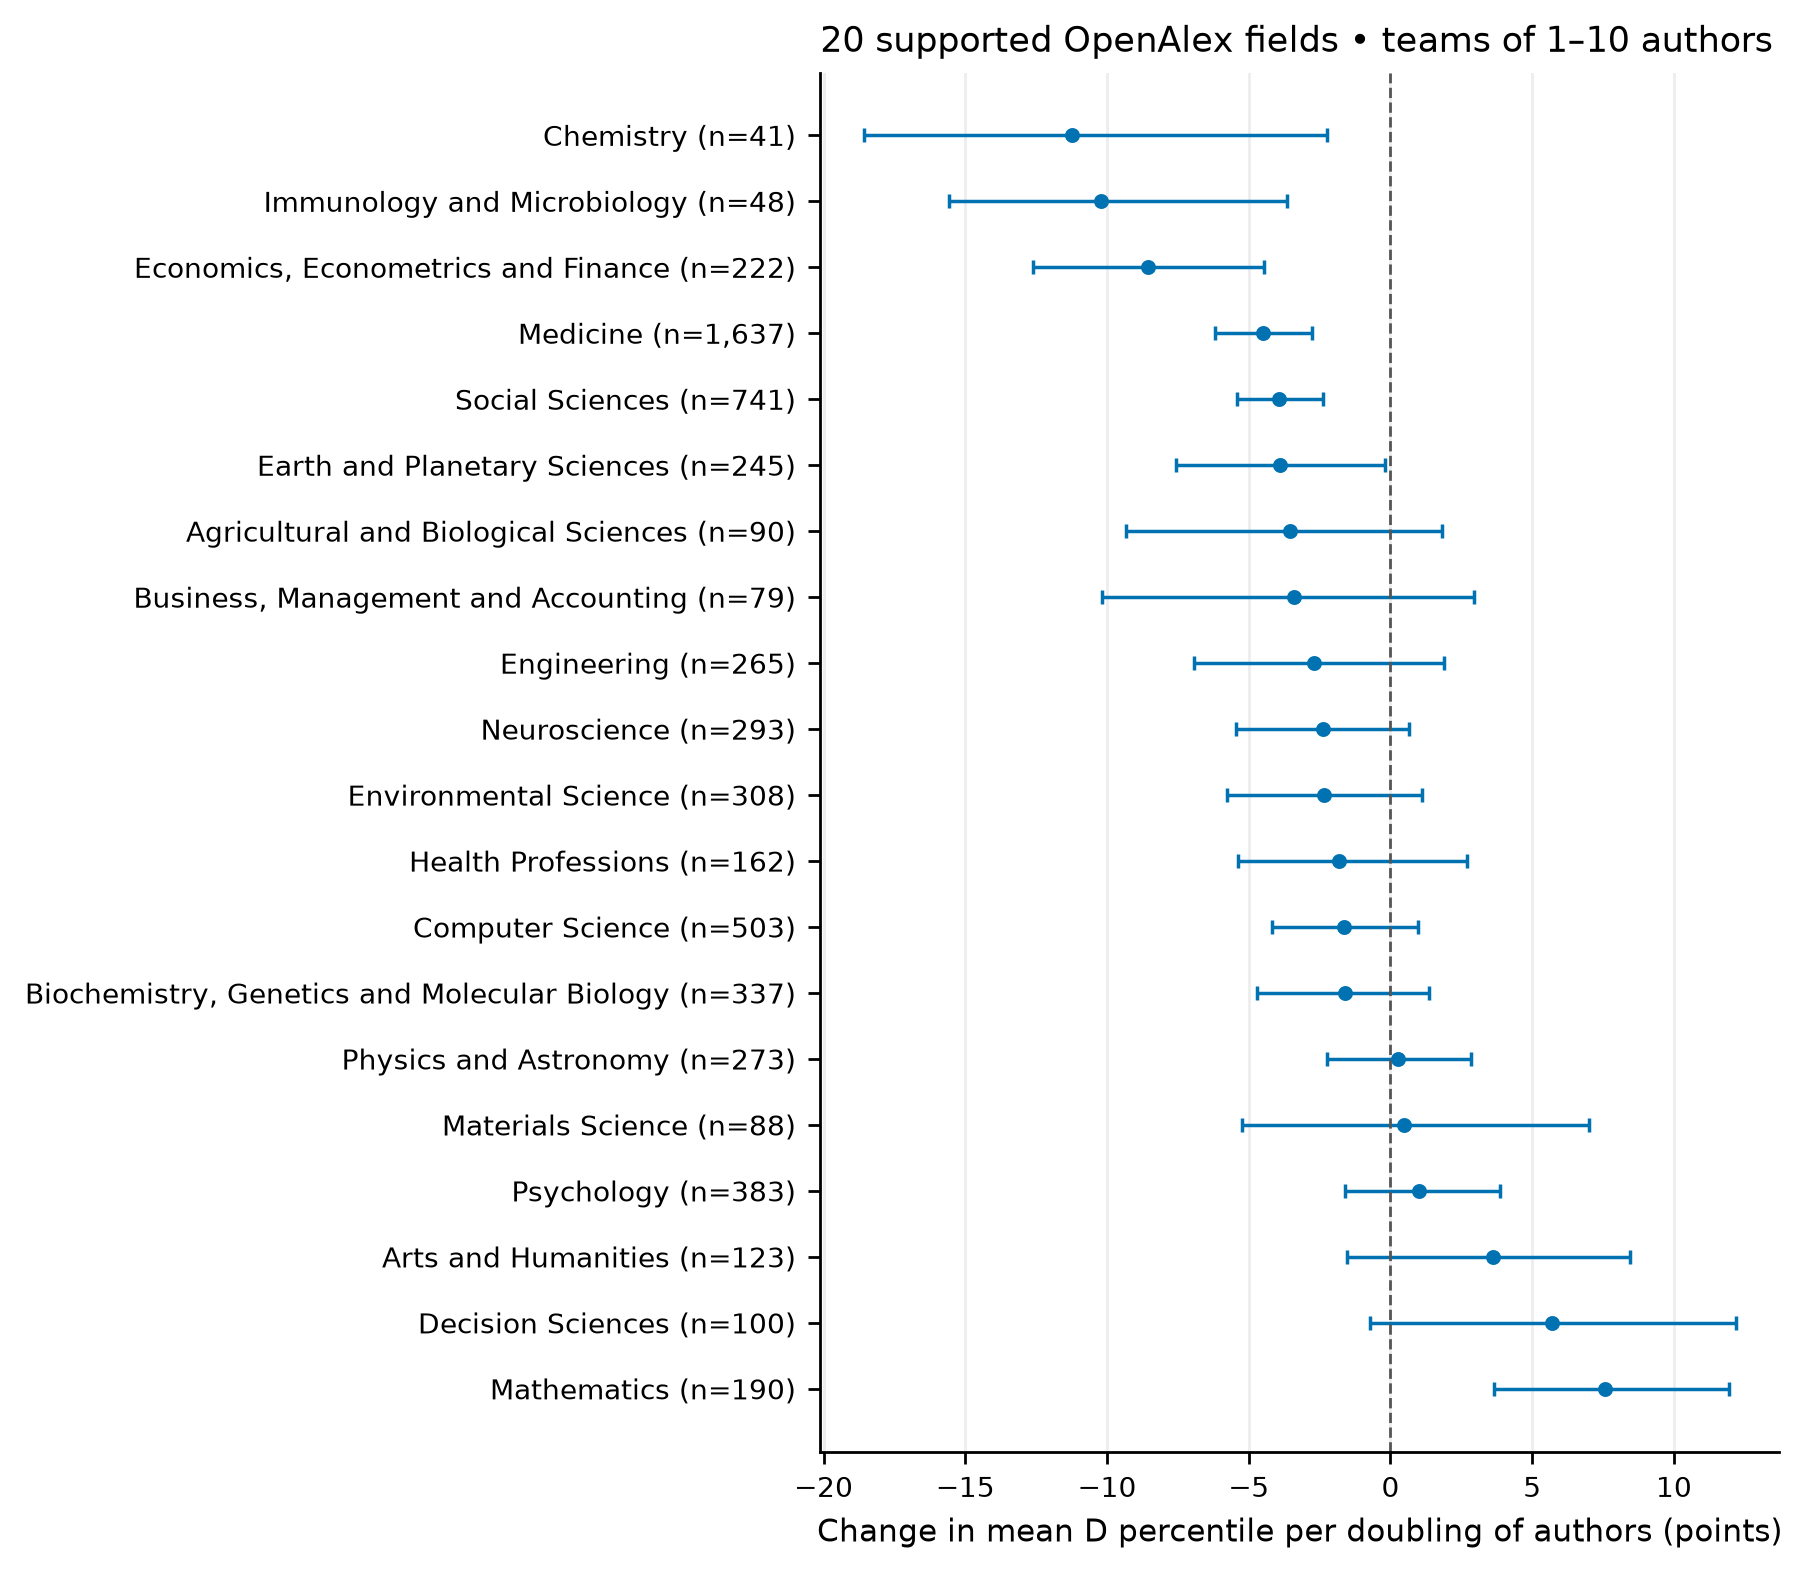 20 supported OpenAlex fields • teams of 1–10 authors
Chemistry (n=41)
Immunology and Microbiology (n=48)
Economics, Econometrics and Finance (n=222)
Medicine (n=1,637)
Social Sciences (n=741)
Earth and Planetary Sciences (n=245)
Agricultural and Biological Sciences (n=90)
Business, Management and Accounting (n=79)
Engineering (n=265)
Neuroscience (n=293)
Environmental Science (n=308)
Health Professions (n=162)
Computer Science (n=503)
Biochemistry, Genetics and Molecular Biology (n=337)
Physics and Astronomy (n=273)
Materials Science (n=88)
Psychology (n=383)
Arts and Humanities (n=123)
Decision Sciences (n=100)
Mathematics (n=190)
−20 −15 −10 −5 0 5 10
Change in mean D percentile per doubling of authors (points)